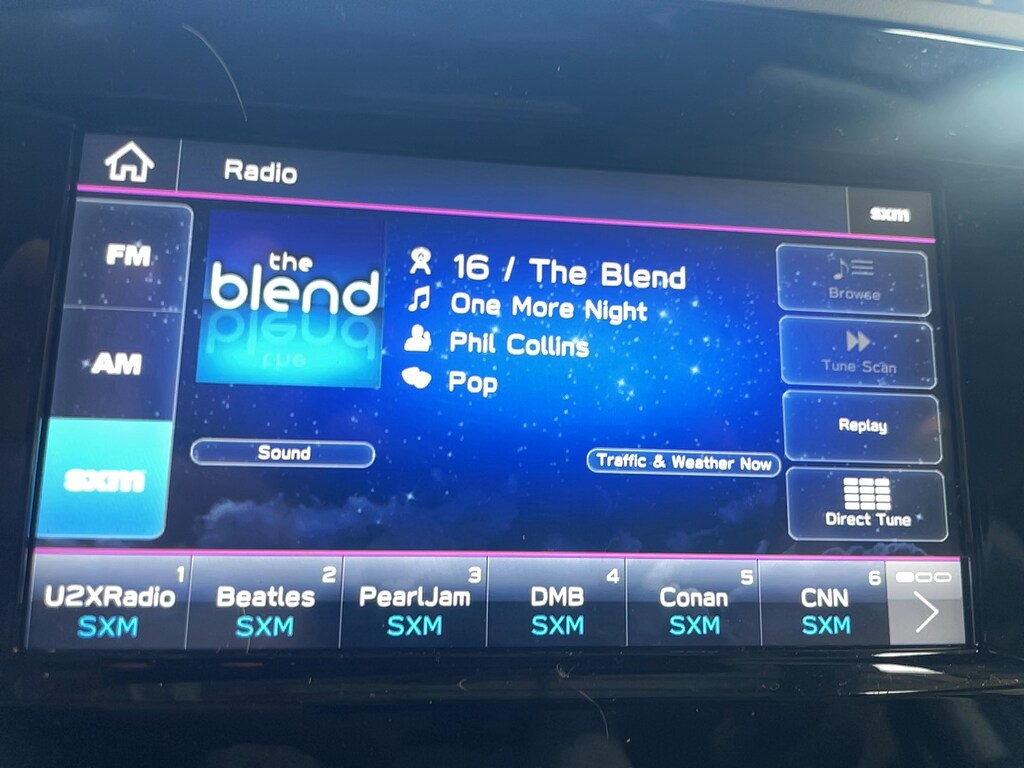 Radio
sxm
FM
AM
sxm
the
blend
16 / The Blend
One More Night
Phil Collins
Pop
Browse
Tune Scan
Replay
Direct Tune
Sound
Traffic & Weather Now
1
U2XRadio
SXM
2
Beatles
SXM
3
PearlJam
SXM
4
DMB
SXM
5
Conan
SXM
6
CNN
SXM